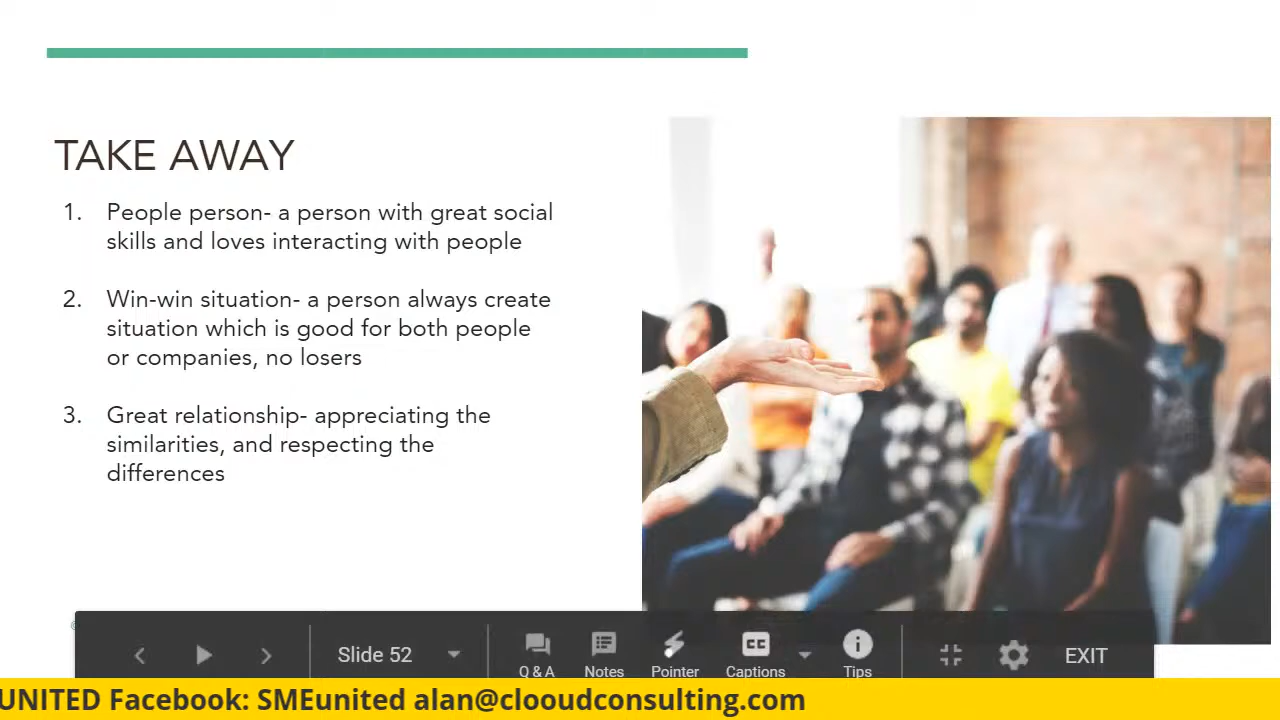 TAKE AWAY
1. People person- a person with great social
skills and loves interacting with people
2. Win-win situation- a person always create
situation which is good for both people
or companies, no losers
3. Great relationship- appreciating the
similarities, and respecting the
differences
Slide 52
Q & A
Notes
Pointer
Captions
Tips
EXIT
UNITED Facebook: SMEunited alan@clooudconsulting.com